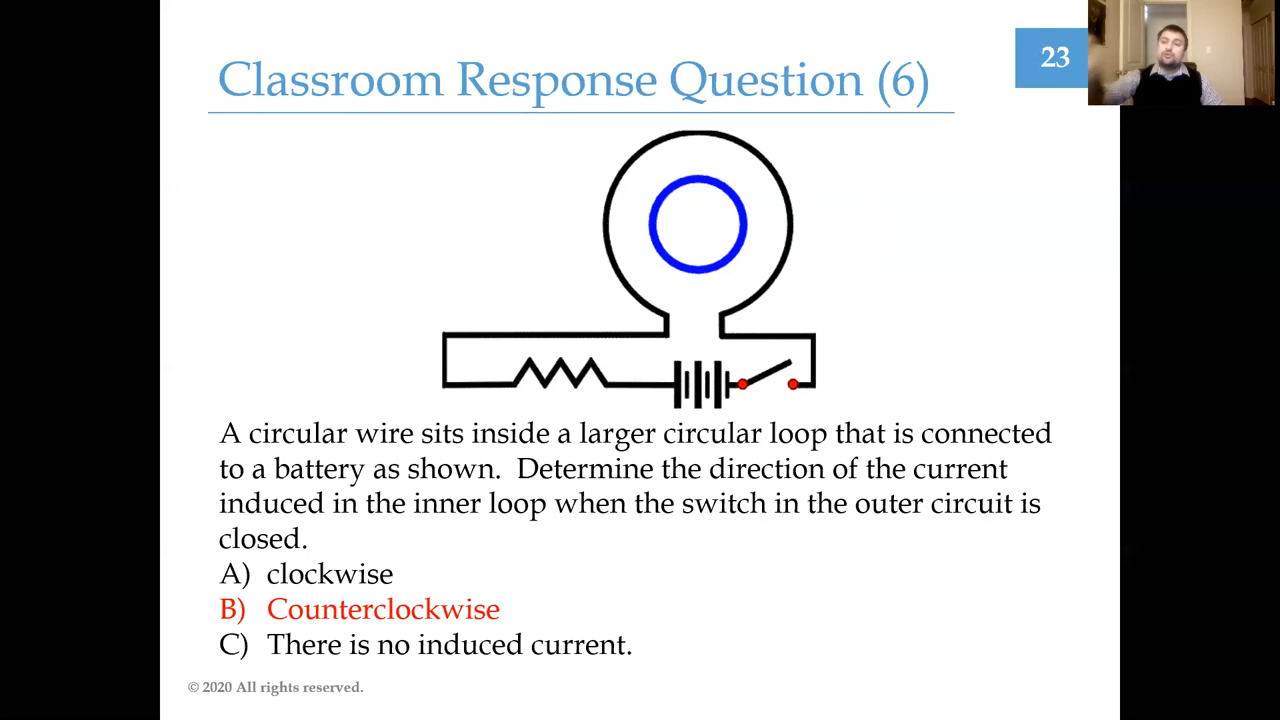 Classroom Response Question (6)
23
A circular wire sits inside a larger circular loop that is connected
to a battery as shown.  Determine the direction of the current
induced in the inner loop when the switch in the outer circuit is
closed.
A)  clockwise
B)  Counterclockwise
C)  There is no induced current.
© 2020 All rights reserved.